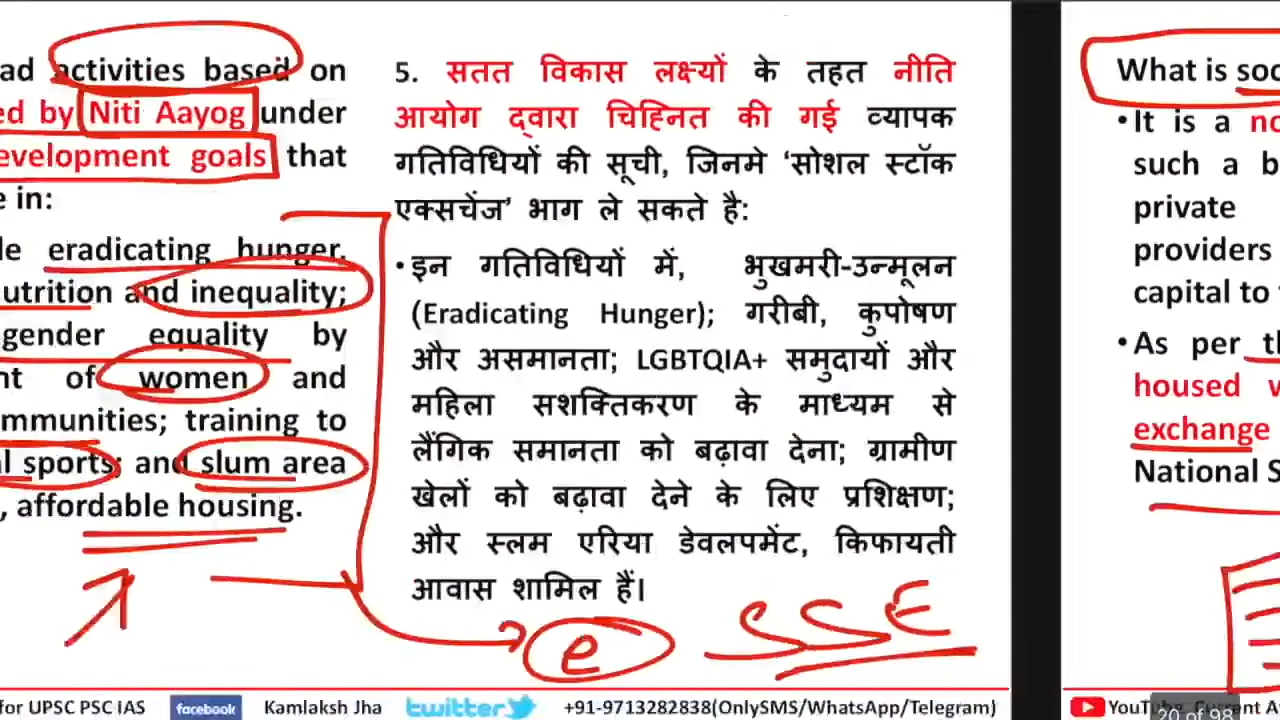 ad activities based on
ed by Niti Aayog under
evelopment goals that
e in:
le eradicating hunger,
utrition and inequality;
gender equality by
nt of women and
mmunities; training to
al sports; and slum area
, affordable housing.
5. सतत विकास लक्ष्यों के तहत नीति
आयोग द्वारा चिह्नित की गई व्यापक
गतिविधियों की सूची, जिनमे ‘सोशल स्टॉक
एक्सचेंज’ भाग ले सकते है:
•इन गतिविधियों में, भुखमरी-उन्मूलन
(Eradicating Hunger); गरीबी, कुपोषण
और असमानता; LGBTQIA+ समुदायों और
महिला सशक्तिकरण के माध्यम से
लैंगिक समानता को बढ़ावा देना; ग्रामीण
खेलों को बढ़ावा देने के लिए प्रशिक्षण;
और स्लम एरिया डेवलपमेंट, किफायती
आवास शामिल हैं।
e SSE
What is soc
•It is a no
such a b
private
providers
capital to
•As per th
housed w
exchange
National S
for UPSC PSC IAS facebook Kamlaksh Jha twitter +91-9713282838(OnlySMS/WhatsApp/Telegram)
YouTube Current A
20 of 98